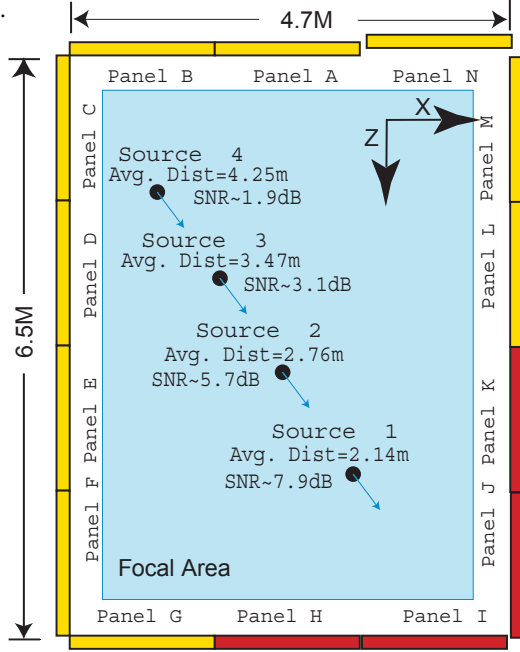 4.7M
Panel B
Panel A
Panel N
Panel C
X
Panel M
Z
Source 4
Avg. Dist=4.25m
SNR~1.9dB
Panel D
Panel L
Source 3
Avg. Dist=3.47m
SNR~3.1dB
6.5M
Source 2
Avg. Dist=2.76m
SNR~5.7dB
Panel E
Panel K
Source 1
Avg. Dist=2.14m
SNR~7.9dB
Panel F
Panel J
Focal Area
Panel G
Panel H
Panel I